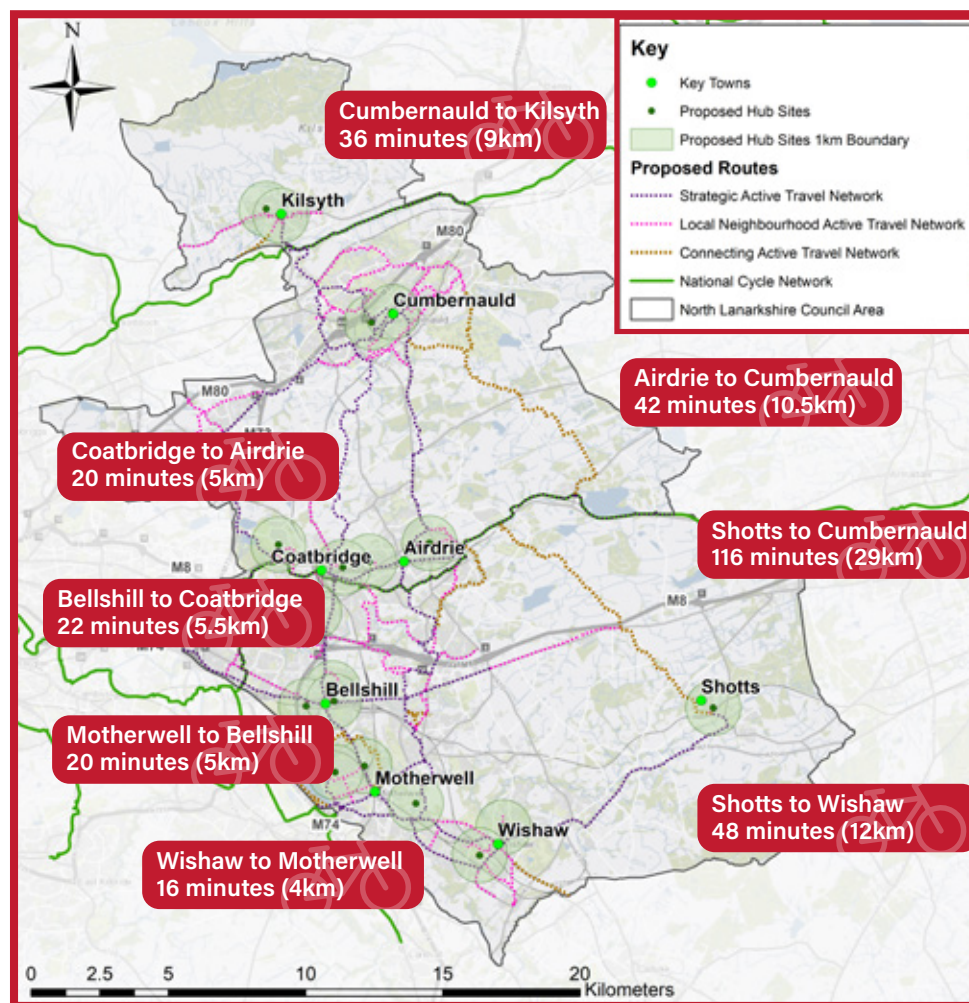 N
Key
Key Towns
Proposed Hub Sites
Proposed Hub Sites 1km Boundary
Proposed Routes
Strategic Active Travel Network
Local Neighbourhood Active Travel Network
Connecting Active Travel Network
National Cycle Network
North Lanarkshire Council Area
Cumbernauld to Kilsyth
36 minutes (9km)
Kilsyth
M80
Cumbernauld
Airdrie to Cumbernauld
42 minutes (10.5km)
M80
Coatbridge to Airdrie
20 minutes (5km)
Shotts to Cumbernauld
116 minutes (29km)
Airdrie
Coatbridge
M8
Bellshill to Coatbridge
22 minutes (5.5km)
M8
Bellshill
Shotts
Motherwell to Bellshill
20 minutes (5km)
Motherwell
Shotts to Wishaw
48 minutes (12km)
M74
Wishaw
Wishaw to Motherwell
16 minutes (4km)
0 2.5 5 10 15 20
Kilometers